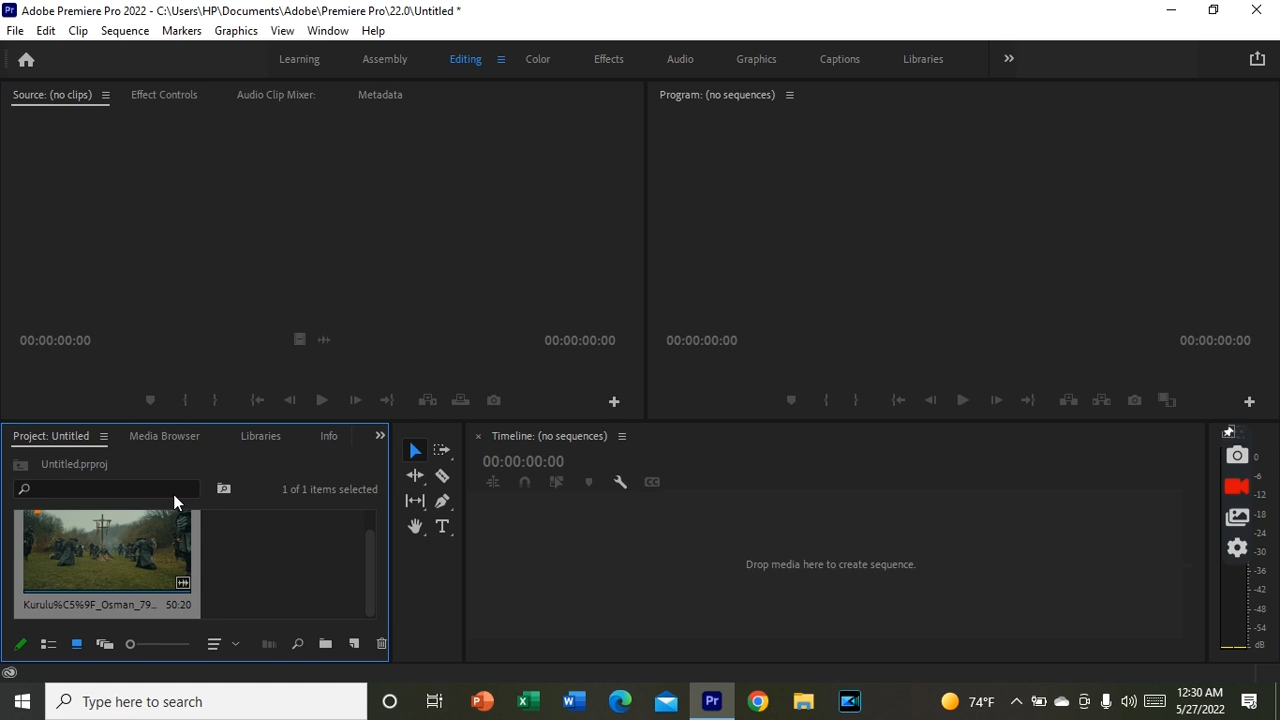 Pr Adobe Premiere Pro 2022 - C:\Users\HP\Documents\Adobe\Premiere Pro\22.0\Untitled *
File Edit Clip Sequence Markers Graphics View Window Help
Learning Assembly Editing Color Effects Audio Graphics Captions Libraries
Source: (no clips) Effect Controls Audio Clip Mixer: Metadata
Program: (no sequences)
00:00:00:00 00:00:00:00 00:00:00:00 00:00:00:00
Project: Untitled Media Browser Libraries Info
Timeline: (no sequences)
Untitled.prproj
00:00:00:00
1 of 1 items selected
Drop media here to create sequence.
Kurulu%C5%9F_Osman_79... 50:20
0
-6
-12
-18
-24
-30
-36
-42
-48
-54
dB
Type here to search
Pr
74°F
12:30 AM
5/27/2022